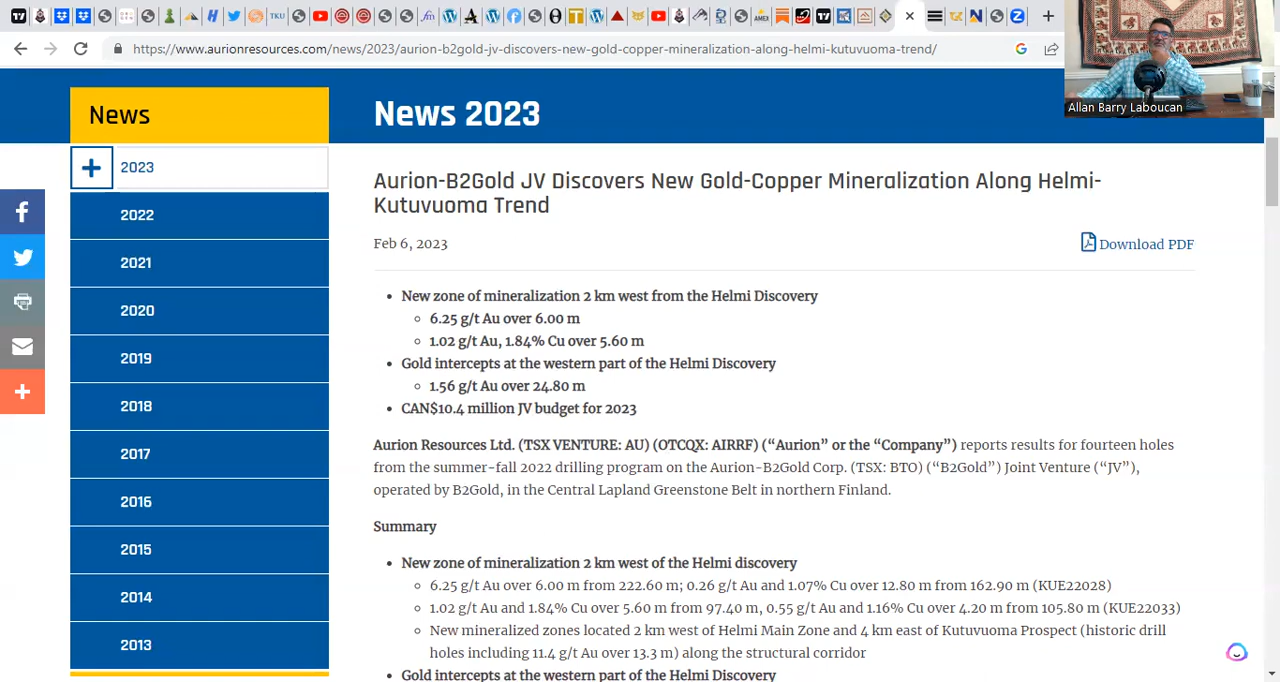 https://www.aurionresources.com/news/2023/aurion-b2gold-jv-discovers-new-gold-copper-mineralization-along-helmi-kutuvuoma-trend/
Allan Barry Laboucan
News
2023
2022
2021
2020
2019
2018
2017
2016
2015
2014
2013
News 2023
Aurion-B2Gold JV Discovers New Gold-Copper Mineralization Along Helmi-
Kutuvuoma Trend
Feb 6, 2023
Download PDF
• New zone of mineralization 2 km west from the Helmi Discovery
○ 6.25 g/t Au over 6.00 m
○ 1.02 g/t Au, 1.84% Cu over 5.60 m
• Gold intercepts at the western part of the Helmi Discovery
○ 1.56 g/t Au over 24.80 m
• CAN$10.4 million JV budget for 2023
Aurion Resources Ltd. (TSX VENTURE: AU) (OTCQX: AIRRF) (“Aurion” or the “Company”) reports results for fourteen holes
from the summer-fall 2022 drilling program on the Aurion-B2Gold Corp. (TSX: BTO) (“B2Gold”) Joint Venture (“JV”),
operated by B2Gold, in the Central Lapland Greenstone Belt in northern Finland.
Summary
• New zone of mineralization 2 km west of the Helmi discovery
○ 6.25 g/t Au over 6.00 m from 222.60 m; 0.26 g/t Au and 1.07% Cu over 12.80 m from 162.90 m (KUE22028)
○ 1.02 g/t Au and 1.84% Cu over 5.60 m from 97.40 m, 0.55 g/t Au and 1.16% Cu over 4.20 m from 105.80 m (KUE22033)
○ New mineralized zones located 2 km west of Helmi Main Zone and 4 km east of Kutuvuoma Prospect (historic drill
holes including 11.4 g/t Au over 13.3 m) along the structural corridor
• Gold intercepts at the western part of the Helmi Discovery